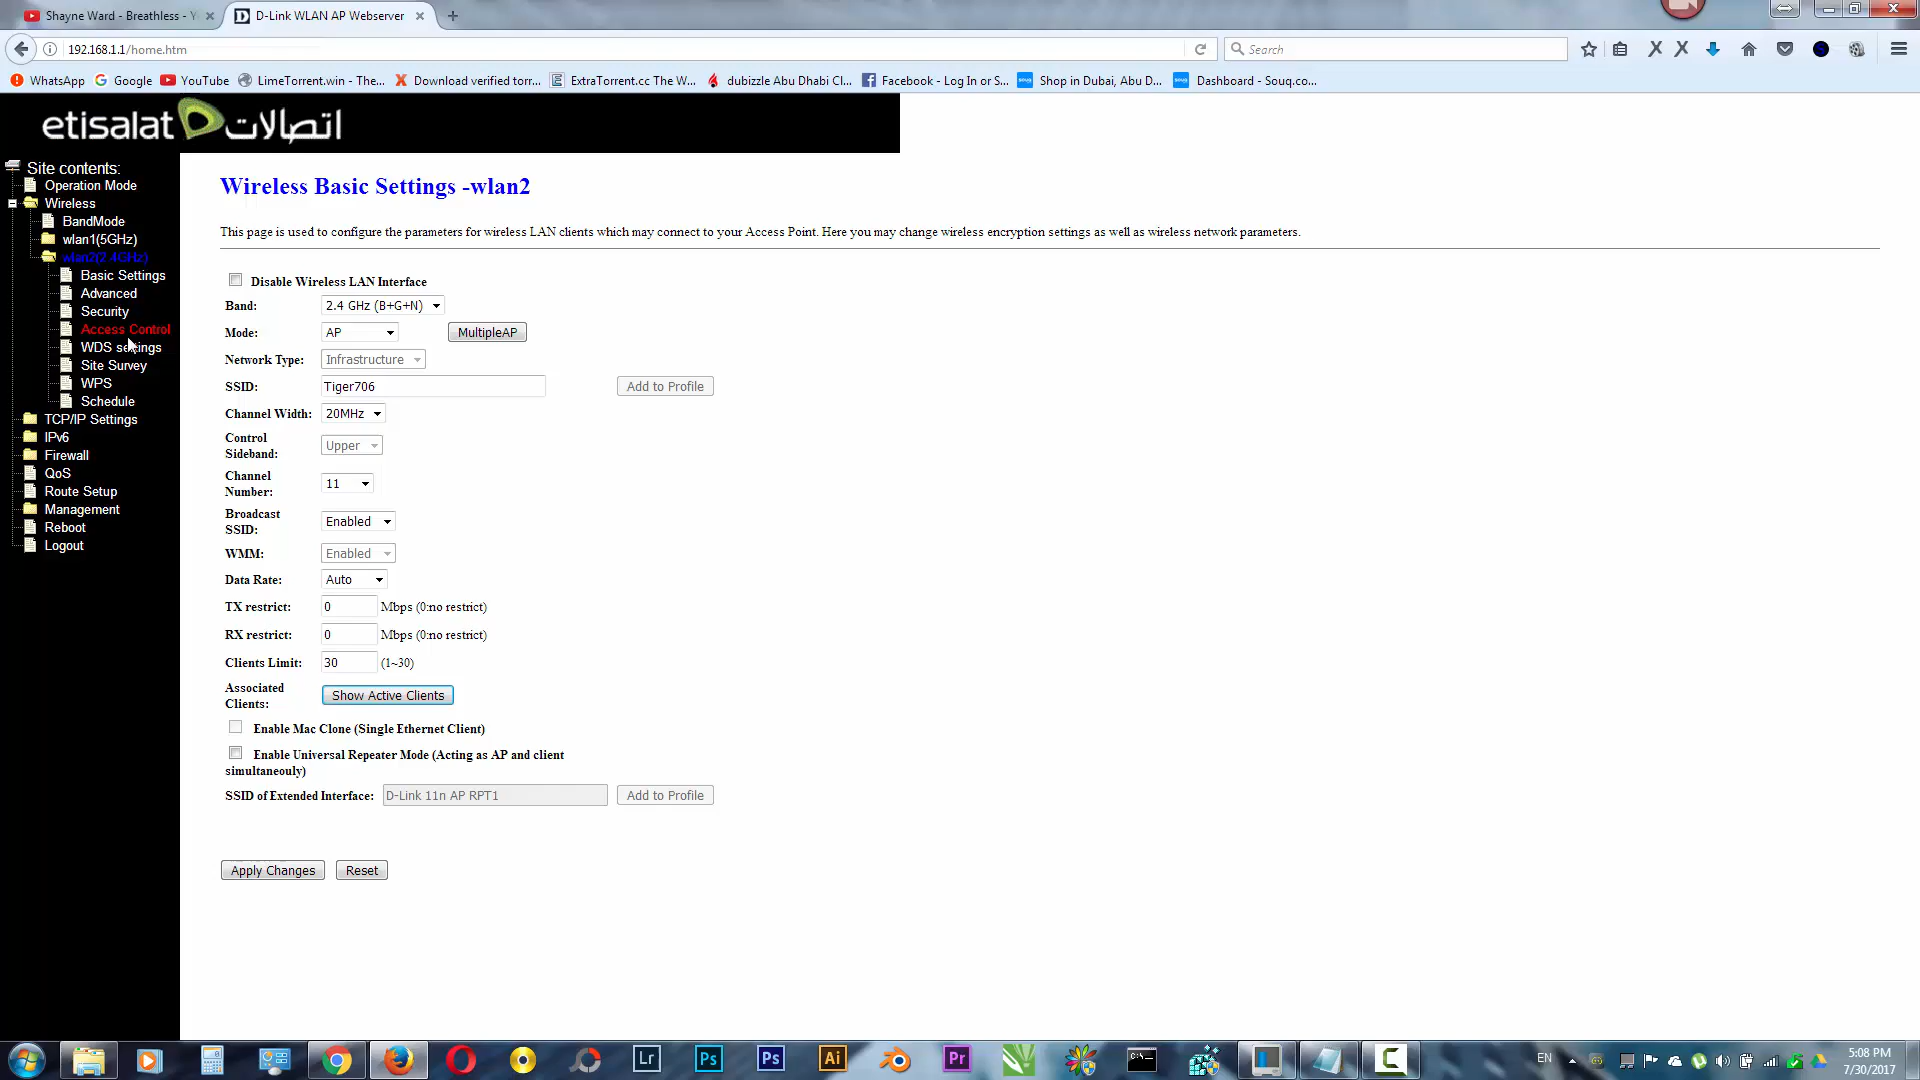 Shayne Ward - Breathless - Y
D-Link WLAN AP Webserver
192.168.1.1/home.htm
Search
WhatsApp
Google
YouTube
LimeTorrent.win - The...
Download verified torr...
ExtraTorrent.cc The W...
dubizzle Abu Dhabi Cl...
Facebook - Log In or S...
Shop in Dubai, Abu D...
Dashboard - Souq.co...
etisalat اتصالات
Site contents:
Operation Mode
Wireless
BandMode
wlan1(5GHz)
wlan2(2.4GHz)
Basic Settings
Advanced
Security
Access Control
WDS settings
Site Survey
WPS
Schedule
TCP/IP Settings
IPv6
Firewall
QoS
Route Setup
Management
Reboot
Logout
Wireless Basic Settings -wlan2
This page is used to configure the parameters for wireless LAN clients which may connect to your Access Point. Here you may change wireless encryption settings as well as wireless network parameters.
Disable Wireless LAN Interface
Band: 2.4 GHz (B+G+N)
Mode: AP MultipleAP
Network Type: Infrastructure
SSID: Tiger706 Add to Profile
Channel Width: 20MHz
Control
Sideband: Upper
Channel
Number: 11
Broadcast
SSID: Enabled
WMM: Enabled
Data Rate: Auto
TX restrict: 0 Mbps (0:no restrict)
RX restrict: 0 Mbps (0:no restrict)
Clients Limit: 30 (1~30)
Associated
Clients: Show Active Clients
Enable Mac Clone (Single Ethernet Client)
Enable Universal Repeater Mode (Acting as AP and client
simultaneouly)
SSID of Extended Interface: D-Link 11n AP RPT1 Add to Profile
Apply Changes Reset
Lr
Ps
Ps
Ai
Pr
C:\
EN
5:08 PM
7/30/2017